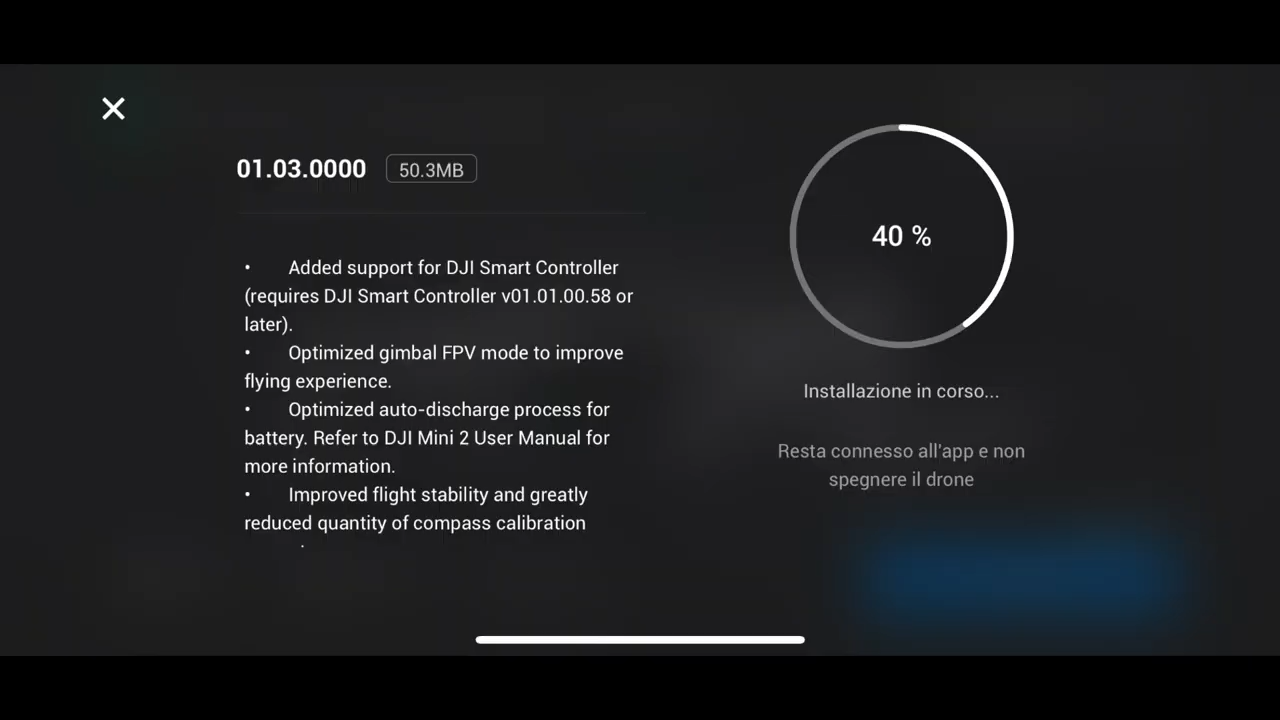 01.03.0000 50.3MB
• Added support for DJI Smart Controller
(requires DJI Smart Controller v01.01.00.58 or
later).
• Optimized gimbal FPV mode to improve
flying experience.
• Optimized auto-discharge process for
battery. Refer to DJI Mini 2 User Manual for
more information.
• Improved flight stability and greatly
reduced quantity of compass calibration
40 %
Installazione in corso...
Resta connesso all'app e non
spegnere il drone